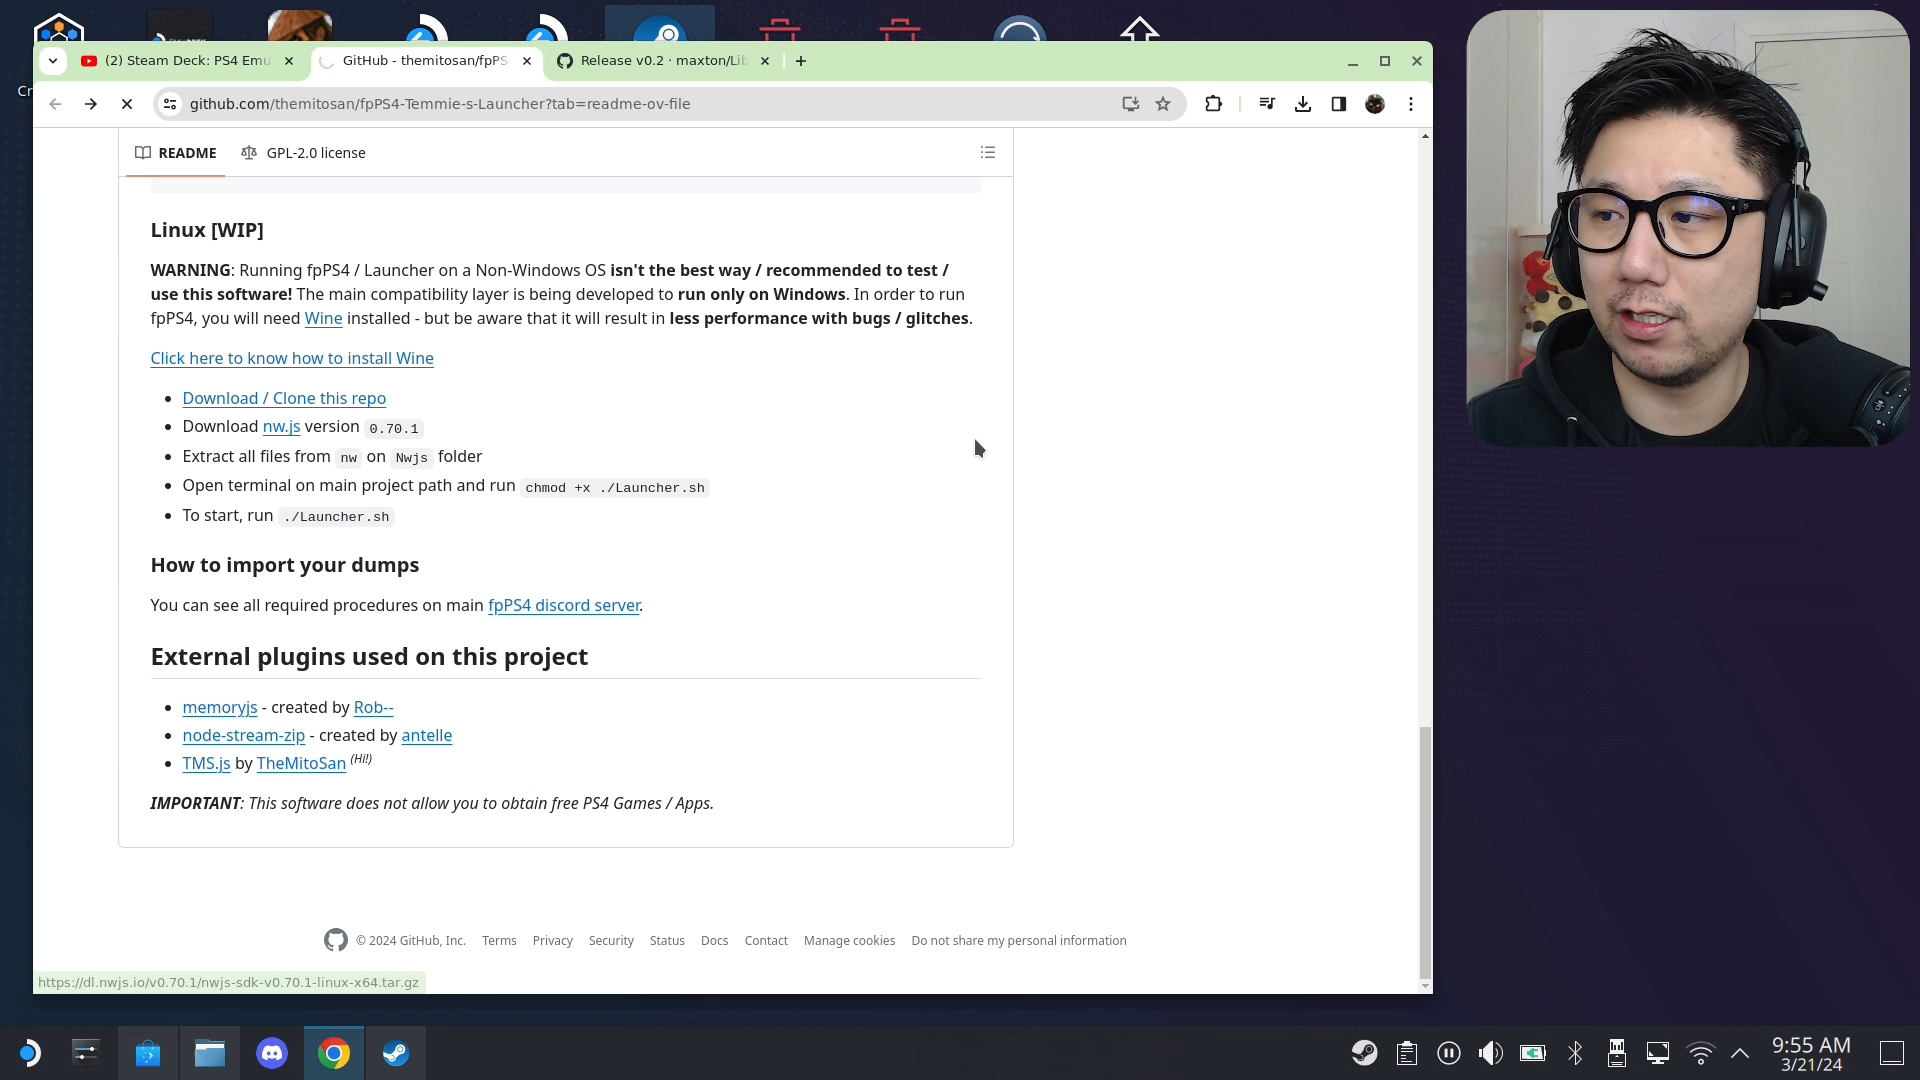 (2) Steam Deck: PS4 Emu
GitHub - themitosan/fpPS
Release v0.2 · maxton/Lib
github.com/themitosan/fpPS4-Temmie-s-Launcher?tab=readme-ov-file
README
GPL-2.0 license
Linux [WIP]
WARNING: Running fpPS4 / Launcher on a Non-Windows OS isn't the best way / recommended to test /
use this software! The main compatibility layer is being developed to run only on Windows. In order to run
fpPS4, you will need Wine installed - but be aware that it will result in less performance with bugs / glitches.
Click here to know how to install Wine
Download / Clone this repo
Download nw.js version 0.70.1
Extract all files from nw on Nwjs folder
Open terminal on main project path and run chmod +x ./Launcher.sh
To start, run ./Launcher.sh
How to import your dumps
You can see all required procedures on main fpPS4 discord server.
External plugins used on this project
memoryjs - created by Rob--
node-stream-zip - created by antelle
TMS.js by TheMitoSan (Hi!)
IMPORTANT: This software does not allow you to obtain free PS4 Games / Apps.
© 2024 GitHub, Inc. Terms Privacy Security Status Docs Contact Manage cookies Do not share my personal information
https://dl.nwjs.io/v0.70.1/nwjs-sdk-v0.70.1-linux-x64.tar.gz
9:55 AM
3/21/24